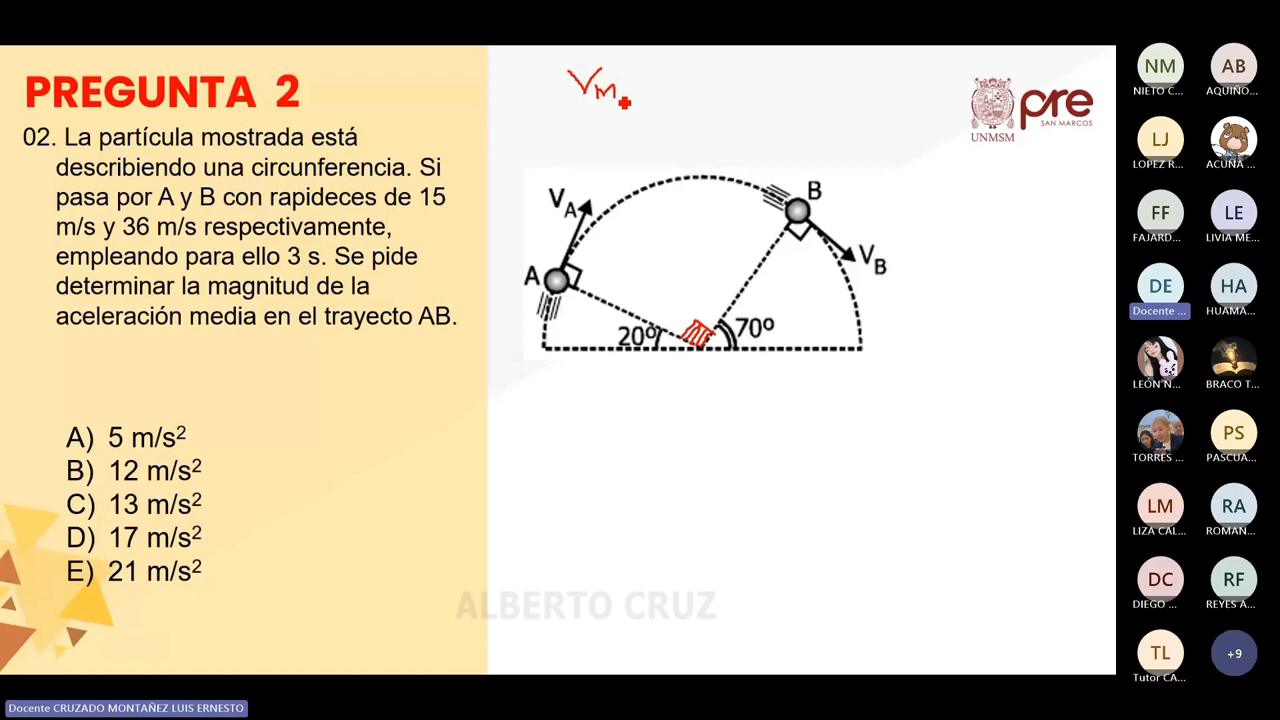 PREGUNTA 2
02. La partícula mostrada está
describiendo una circunferencia. Si
pasa por A y B con rapideces de 15
m/s y 36 m/s respectivamente,
empleando para ello 3 s. Se pide
determinar la magnitud de la
aceleración media en el trayecto AB.
A) 5 m/s²
B) 12 m/s²
C) 13 m/s²
D) 17 m/s²
E) 21 m/s²
Vm
UNMSM
pre
SAN MARCOS
VA
A
B
VB
20º
70º
ALBERTO CRUZ
NM
NIETO C...
AB
AQUIÑO...
LJ
LOPEZ R...
ACUÑA ...
FF
FAJARD...
LE
LIVIA ME...
DE
Docente ...
HA
HUAMA...
LEÓN N...
BRACO T...
TORRES ...
PS
PASCUA...
LM
LIZA CAL...
RA
ROMAN...
DC
DIEGO ...
RF
REYES A...
TL
Tutor CA...
+9
Docente CRUZADO MONTAÑEZ LUIS ERNESTO